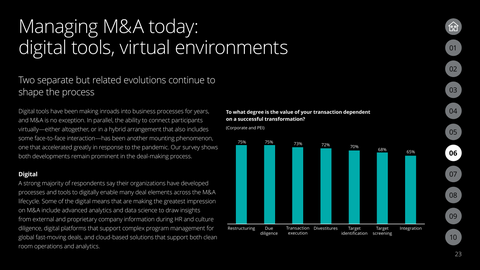 Managing M&A today:
digital tools, virtual environments
Two separate but related evolutions continue to
shape the process
Digital tools have been making inroads into business processes for years,
and M&A is no exception. In parallel, the ability to connect participants
virtually—either altogether, or in a hybrid arrangement that also includes
some face-to-face interaction—has been another mounting phenomenon,
one that accelerated greatly in response to the pandemic. Our survey shows
both developments remain prominent in the deal-making process.
Digital
A strong majority of respondents say their organizations have developed
processes and tools to digitally enable many deal elements across the M&A
lifecycle. Some of the digital means that are making the greatest impression
on M&A include advanced analytics and data science to draw insights
from external and proprietary company information during HR and culture
diligence, digital platforms that support complex program management for
global fast-moving deals, and cloud-based solutions that support both clean
room operations and analytics.
To what degree is the value of your transaction dependent
on a successful transformation?
(Corporate and PEI)
75% 75% 73% 72% 70% 68% 65%
Restructuring Due Transaction Divestitures Target Target Integration
diligence execution identification screening
01
02
03
04
05
06
07
08
09
10
23